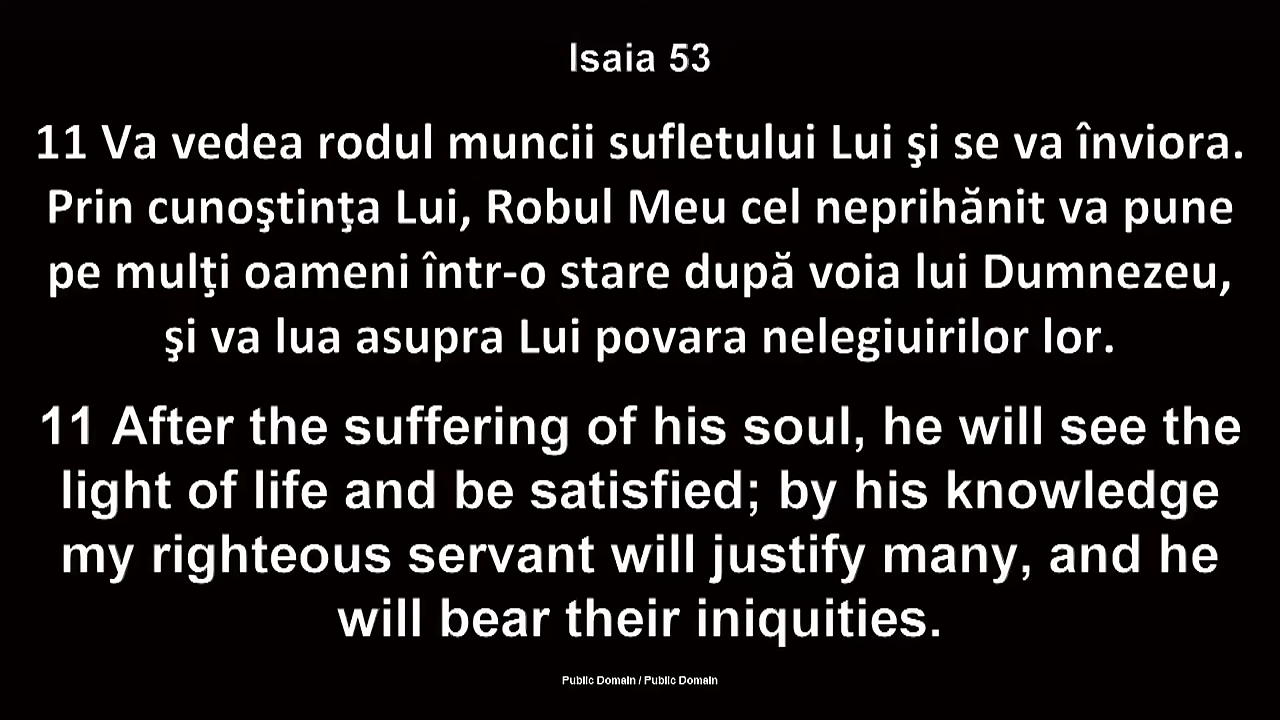 Isaia 53
11 Va vedea rodul muncii sufletului Lui şi se va înviora.
Prin cunoştinţa Lui, Robul Meu cel neprihănit va pune
pe mulţi oameni într-o stare după voia lui Dumnezeu,
şi va lua asupra Lui povara nelegiuirilor lor.
11 After the suffering of his soul, he will see the
light of life and be satisfied; by his knowledge
my righteous servant will justify many, and he
will bear their iniquities.
Public Domain / Public Domain